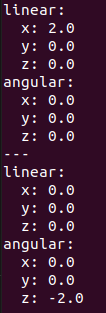 linear:
  x: 2.0
  y: 0.0
  z: 0.0
angular:
  x: 0.0
  y: 0.0
  z: 0.0
---
linear:
  x: 0.0
  y: 0.0
  z: 0.0
angular:
  x: 0.0
  y: 0.0
  z: -2.0